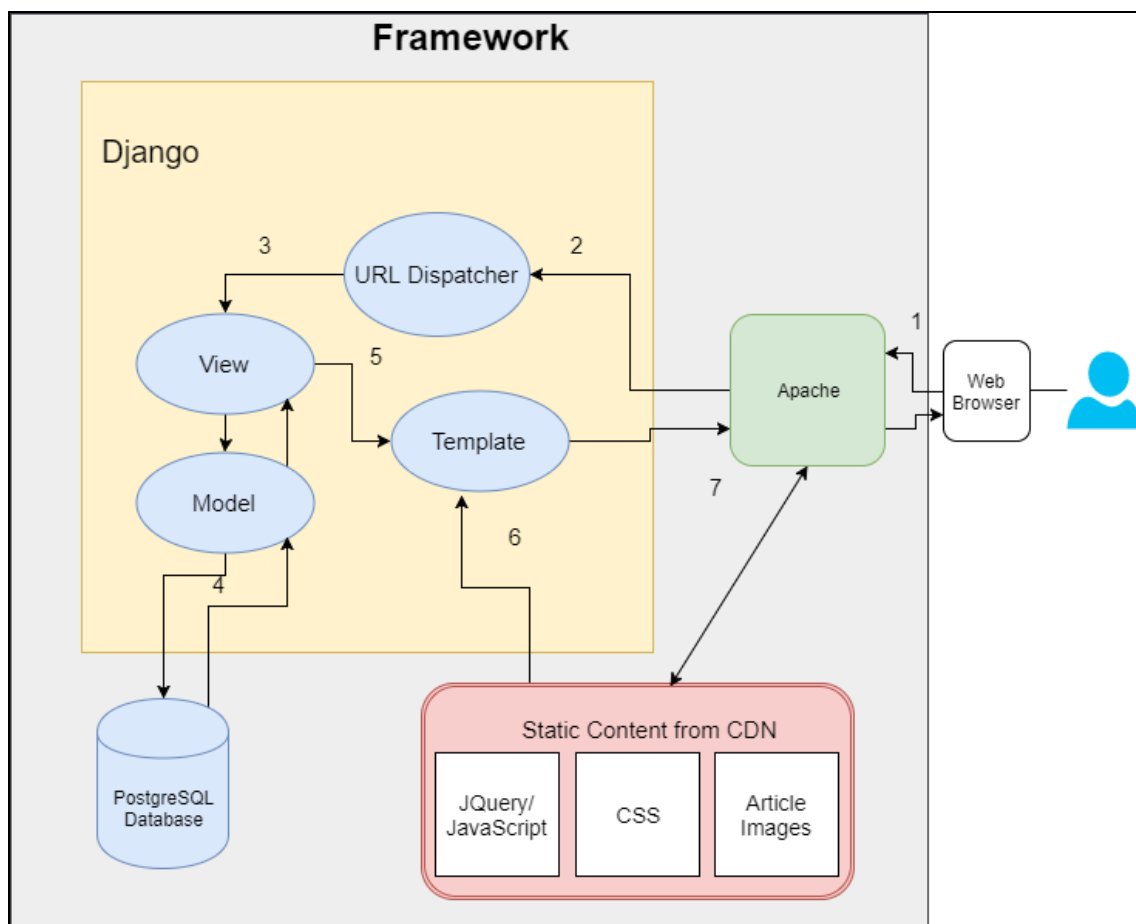 Framework
Django
3
2
URL Dispatcher
1
View
5
Apache
Web
Browser
Template
Model
7
6
4
Static Content from CDN
PostgreSQL
Database
JQuery/
JavaScript
CSS
Article
Images